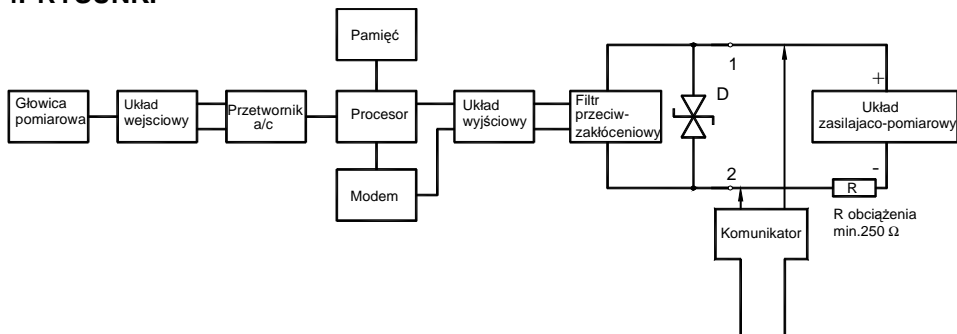 Pamięć
1
+
Głowica
pomiarowa
Układ
wejsciowy
Przetwornik
a/c
Procesor
Układ
wyjściowy
Filtr
przeciw-
zakłóceniowy
D
Układ
zasilajaco-pomiarowy
2
-
Modem
R
R obciążenia
min.250 Ω
Komunikator